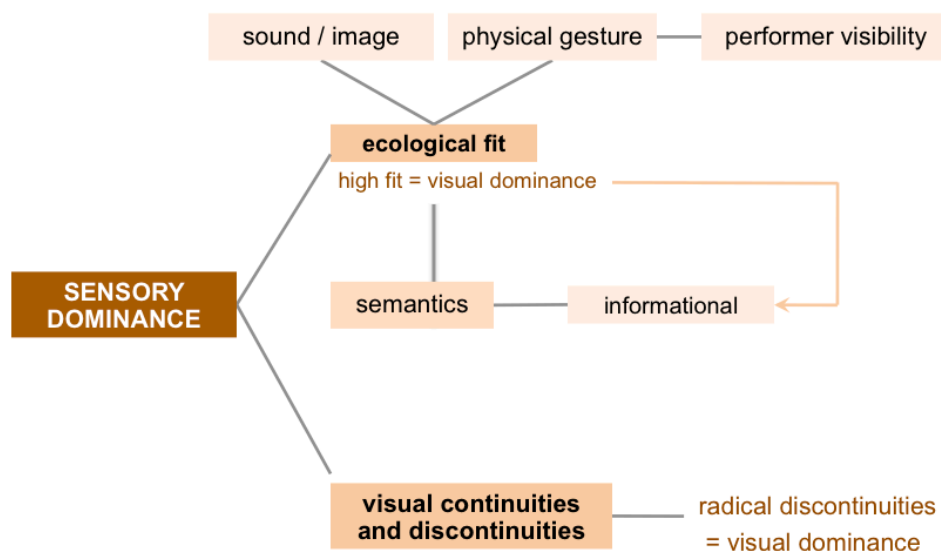 sound / image
physical gesture
performer visibility
ecological fit
high fit = visual dominance
SENSORY
DOMINANCE
semantics
informational
visual continuities
and discontinuities
radical discontinuities
= visual dominance